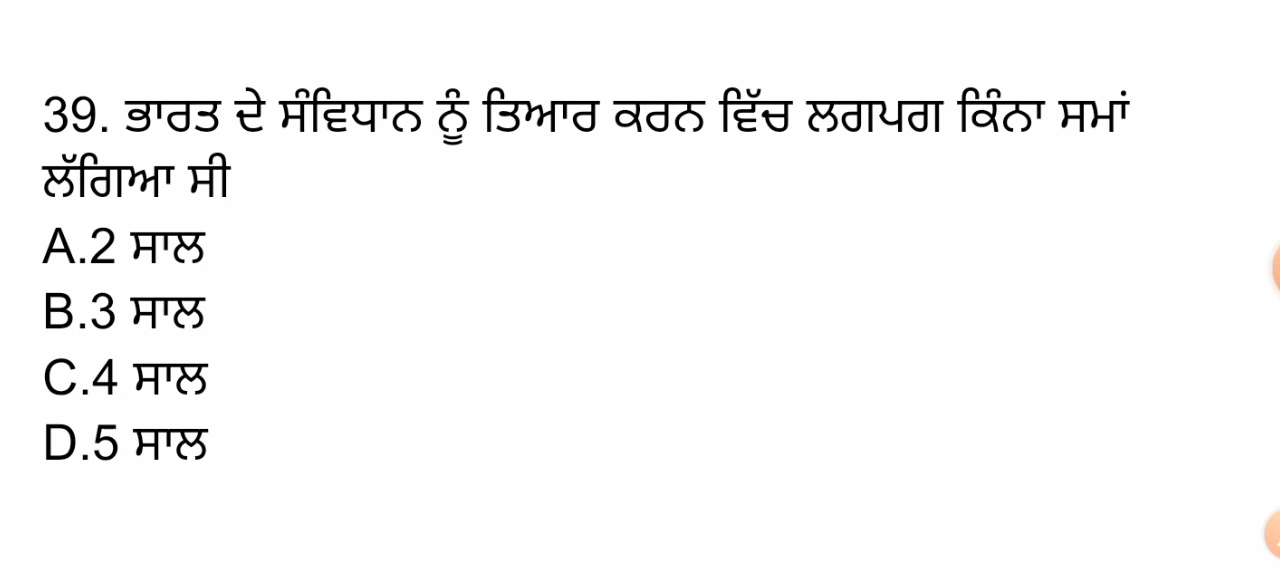 39. ਭਾਰਤ ਦੇ ਸੰਵਿਧਾਨ ਨੂੰ ਤਿਆਰ ਕਰਨ ਵਿੱਚ ਲਗਪਗ ਕਿੰਨਾ ਸਮਾਂ
ਲੱਗਿਆ ਸੀ
A.2 ਸਾਲ
B.3 ਸਾਲ
C.4 ਸਾਲ
D.5 ਸਾਲ